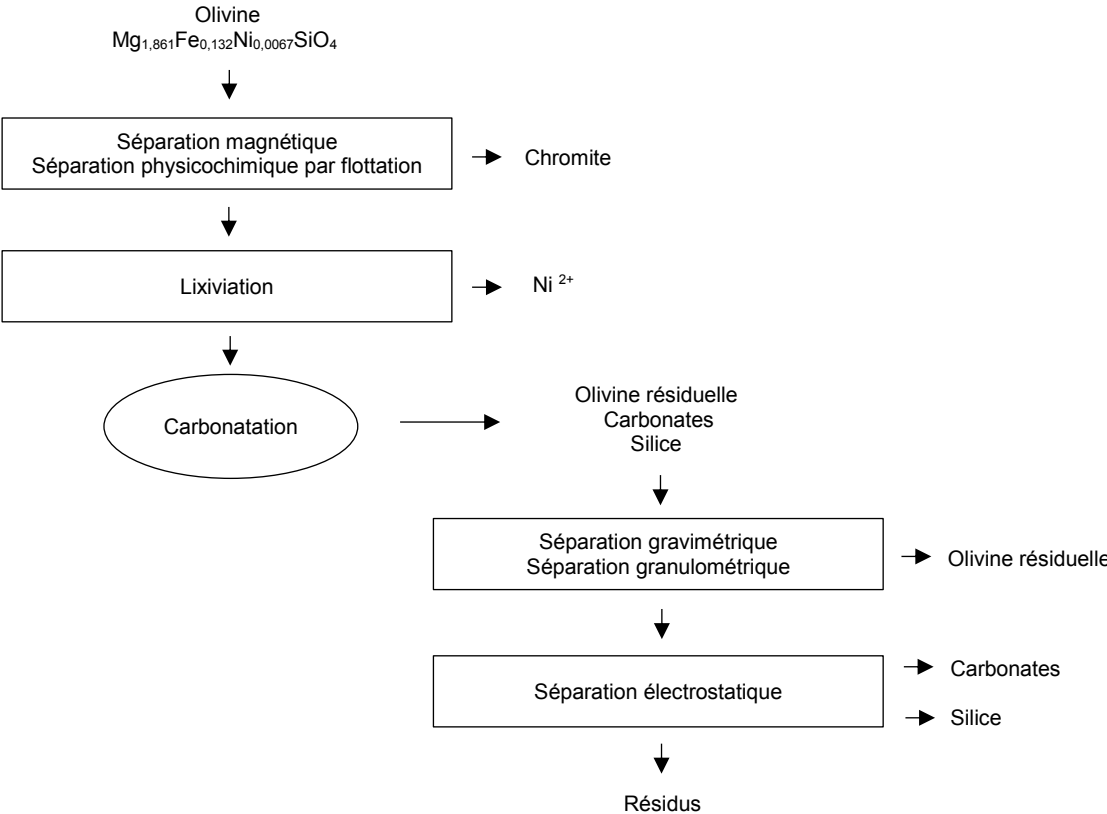 Olivine
Mg₁,₈₆₁Fe₀,₁₃₂Ni₀,₀₀₆₇SiO₄
Séparation magnétique
Séparation physicochimique par flottation
Chromite
Lixiviation
Ni ²⁺
Carbonatation
Olivine résiduelle
Carbonates
Silice
Séparation gravimétrique
Séparation granulométrique
Olivine résiduelle
Séparation électrostatique
Carbonates
Silice
Résidus